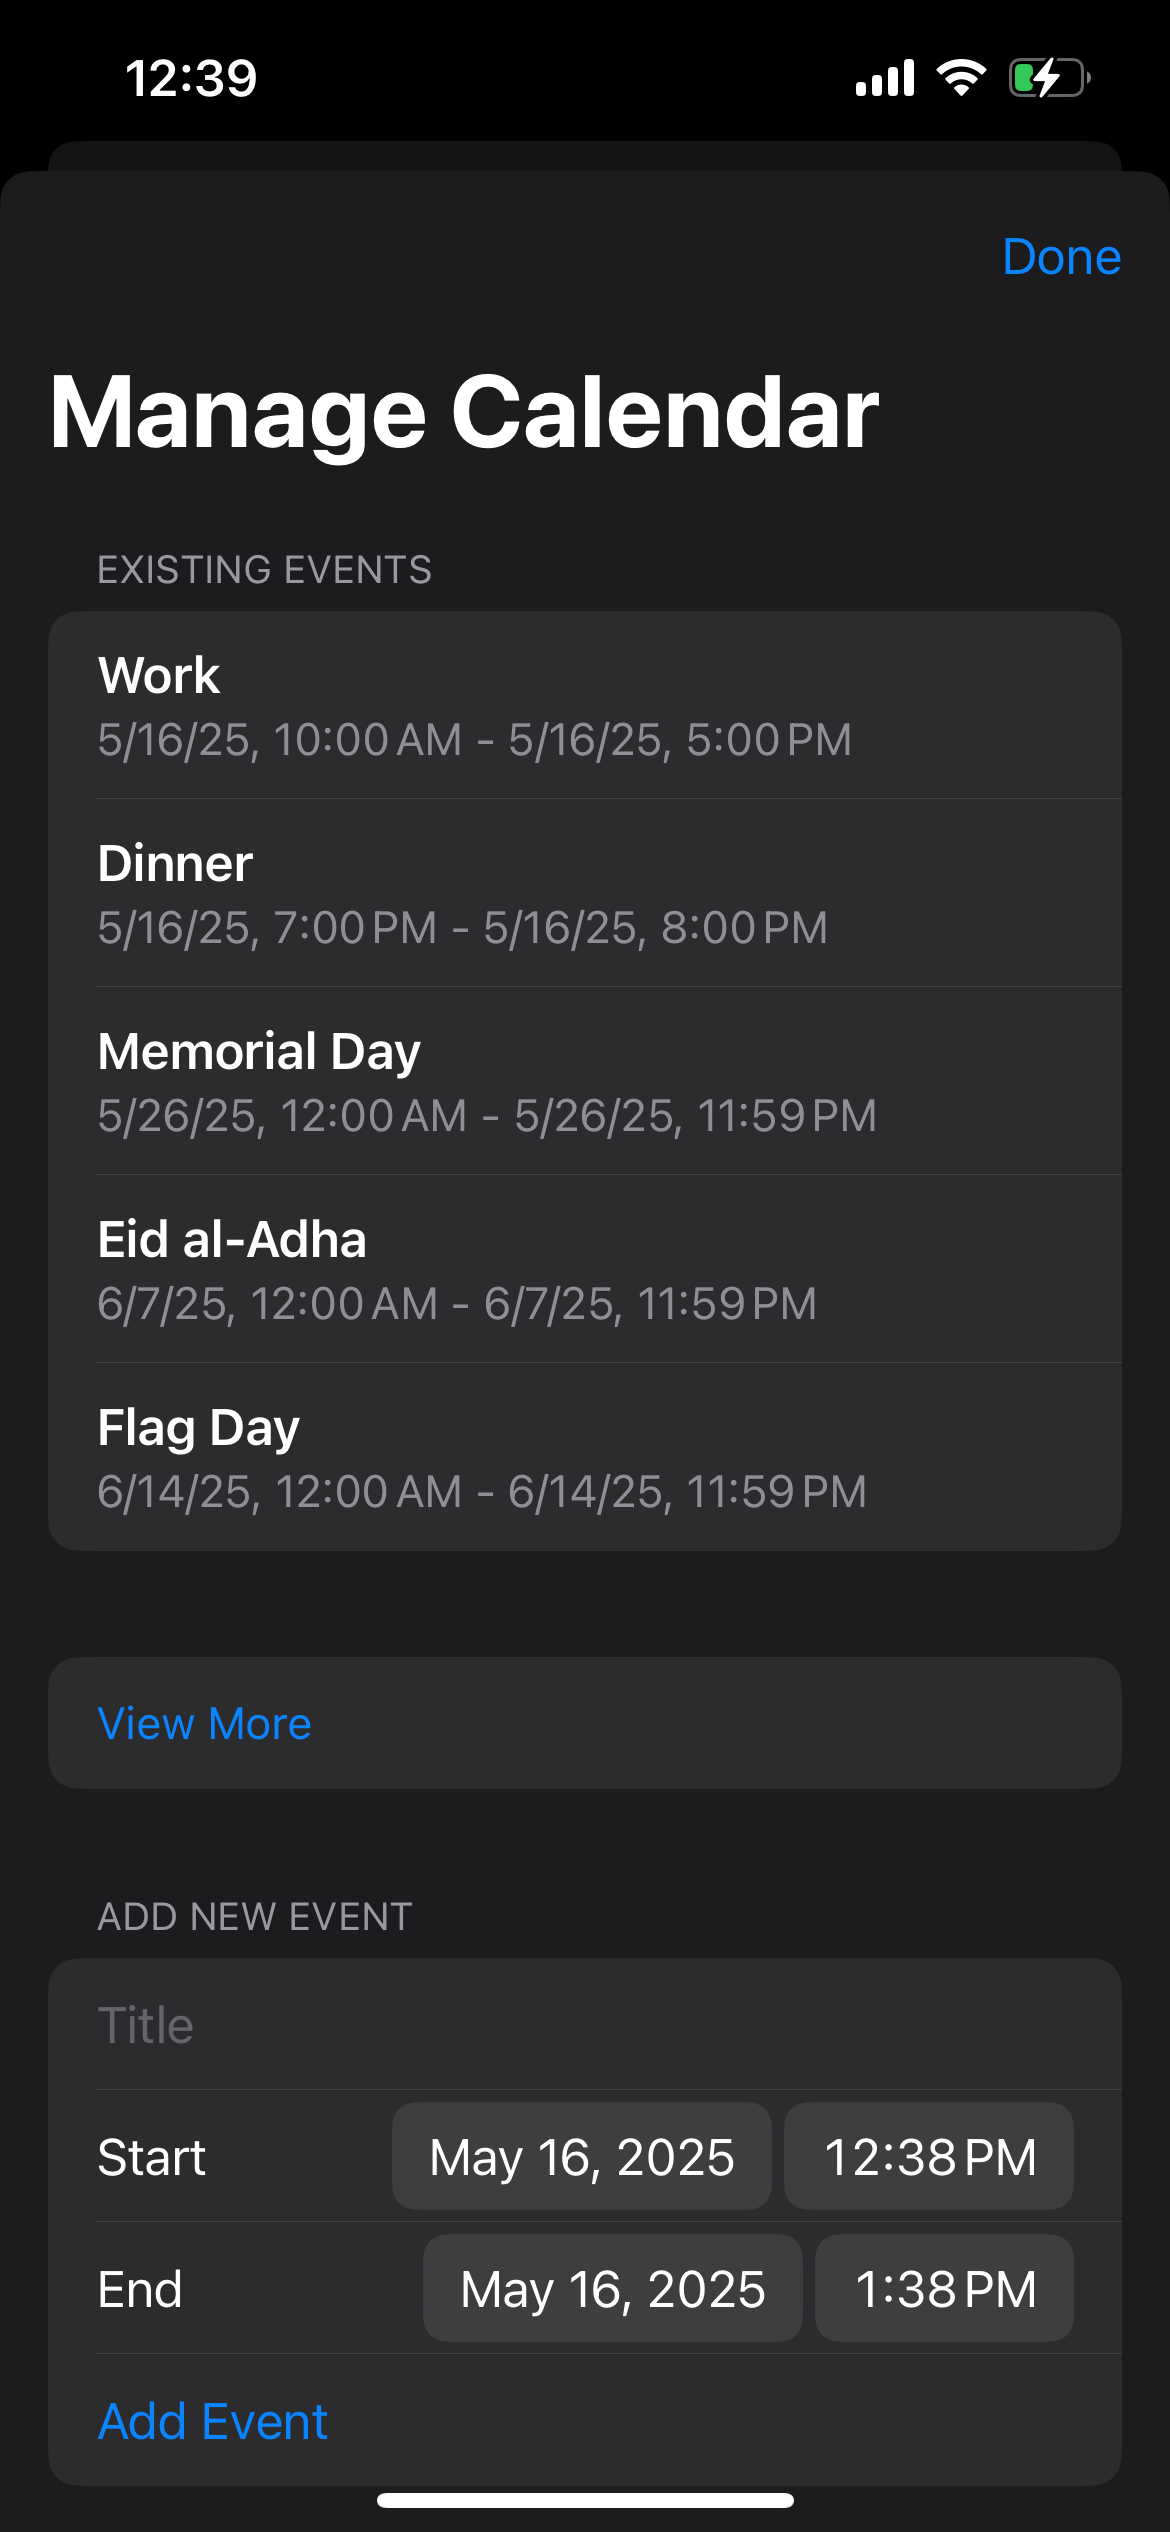 12:39
Done
Manage Calendar
EXISTING EVENTS
Work
5/16/25, 10:00 AM - 5/16/25, 5:00 PM
Dinner
5/16/25, 7:00 PM - 5/16/25, 8:00 PM
Memorial Day
5/26/25, 12:00 AM - 5/26/25, 11:59 PM
Eid al-Adha
6/7/25, 12:00 AM - 6/7/25, 11:59 PM
Flag Day
6/14/25, 12:00 AM - 6/14/25, 11:59 PM
View More
ADD NEW EVENT
Title
Start May 16, 2025 12:38 PM
End May 16, 2025 1:38 PM
Add Event